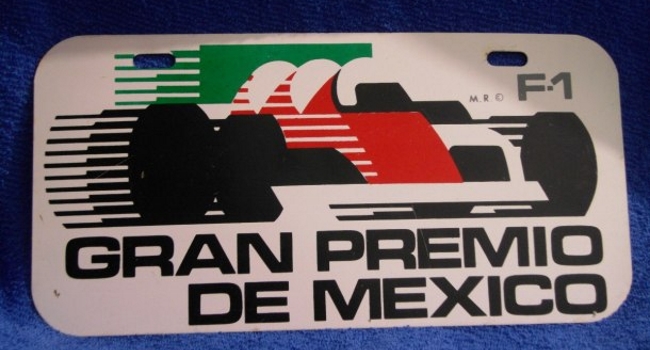 F-1
M.R ©
GRAN PREMIO
DE MEXICO